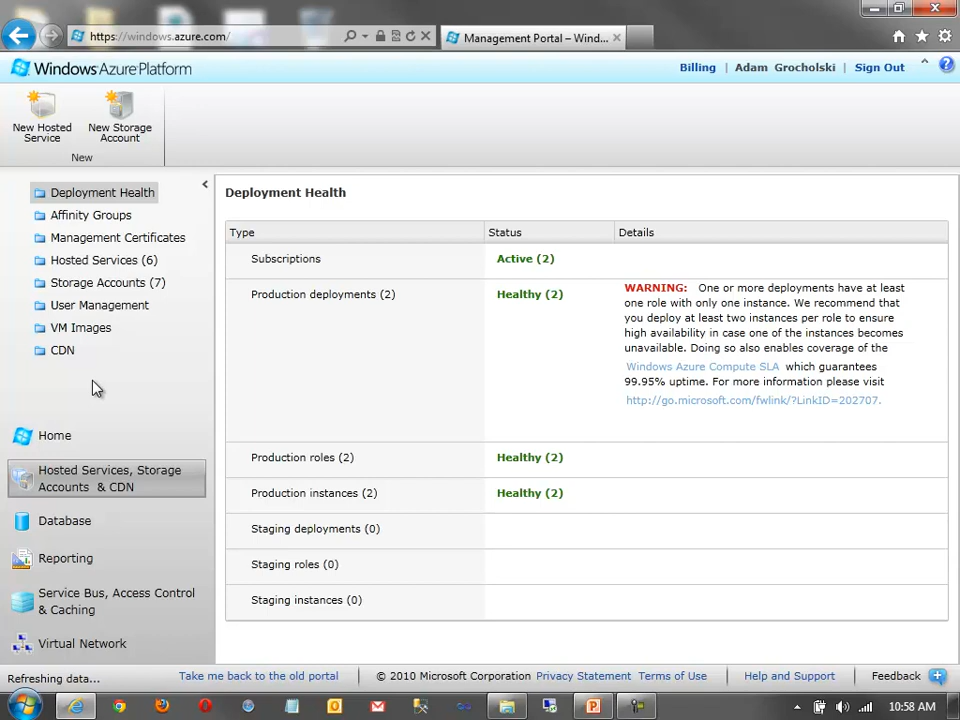 https://windows.azure.com/
Management Portal – Wind...
WindowsAzurePlatform
Billing | Adam Grocholski | Sign Out
New Hosted Service
New Storage Account
New
Deployment Health
Affinity Groups
Management Certificates
Hosted Services (6)
Storage Accounts (7)
User Management
VM Images
CDN
Home
Hosted Services, Storage
Accounts & CDN
Database
Reporting
Service Bus, Access Control
& Caching
Virtual Network
Deployment Health
Type Status Details
Subscriptions Active (2)
Production deployments (2) Healthy (2)
WARNING: One or more deployments have at least
one role with only one instance. We recommend that
you deploy at least two instances per role to ensure
high availability in case one of the instances becomes
unavailable. Doing so also enables coverage of the
Windows Azure Compute SLA which guarantees
99.95% uptime. For more information please visit
http://go.microsoft.com/fwlink/?LinkID=202707.
Production roles (2) Healthy (2)
Production instances (2) Healthy (2)
Staging deployments (0)
Staging roles (0)
Staging instances (0)
Refreshing data...
Take me back to the old portal | © 2010 Microsoft Corporation Privacy Statement Terms of Use | Help and Support | Feedback
10:58 AM